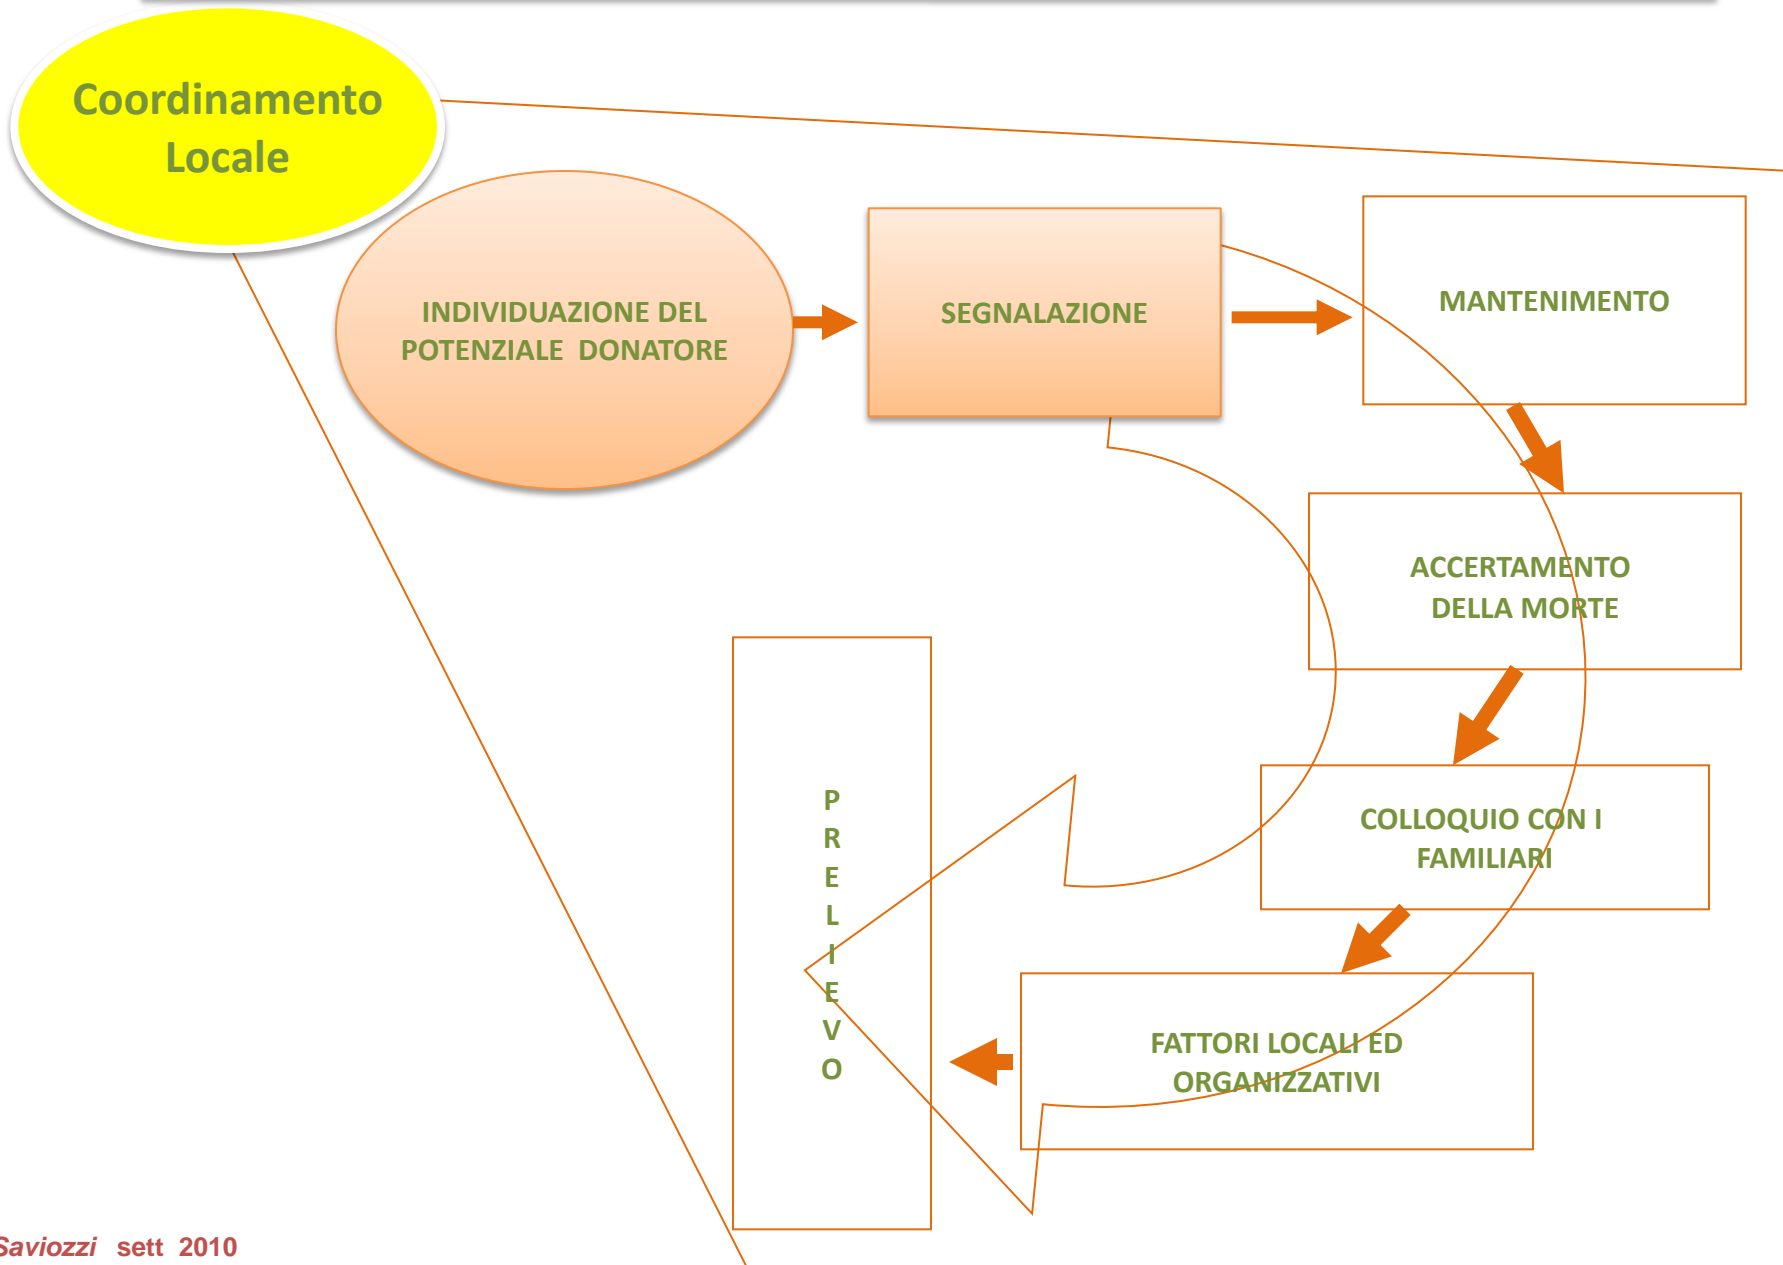 Coordinamento
Locale
INDIVIDUAZIONE DEL
POTENZIALE DONATORE
SEGNALAZIONE
MANTENIMENTO
ACCERTAMENTO
DELLA MORTE
COLLOQUIO CON I
FAMILIARI
FATTORI LOCALI ED
ORGANIZZATIVI
P
R
E
L
I
E
V
O
Saviozzi sett 2010